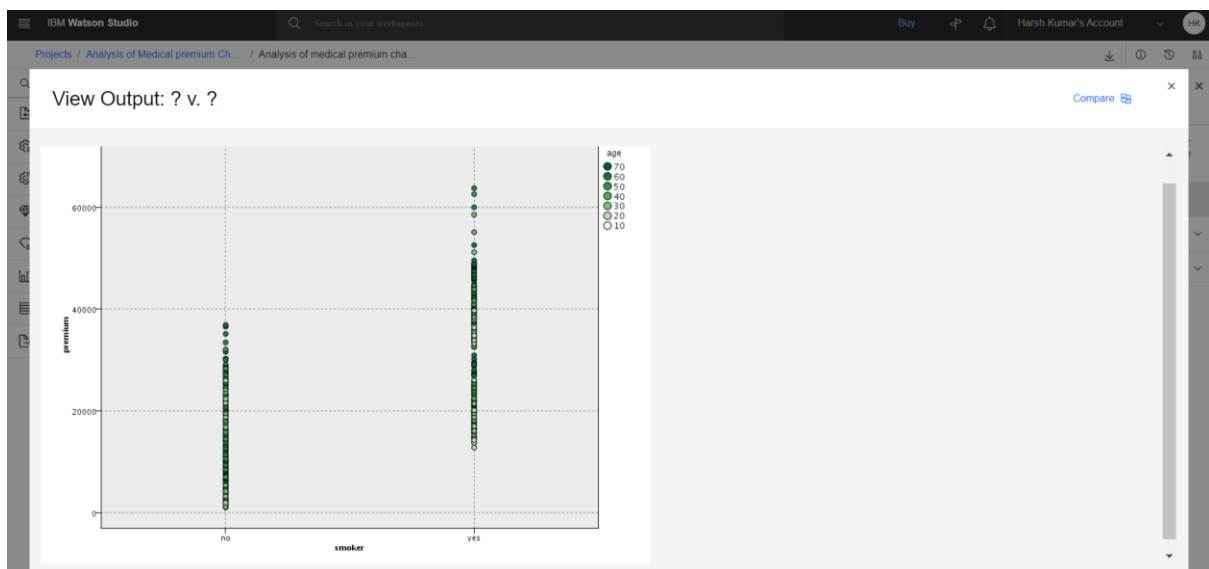 IBM Watson Studio
Search in your workspaces
Buy
Harsh Kumar's Account
HK
Projects / Analysis of Medical premium Ch... / Analysis of medical premium cha...
View Output: ? v. ?
Compare
age
70
60
50
40
30
20
10
60000
40000
20000
0
premium
no
yes
smoker